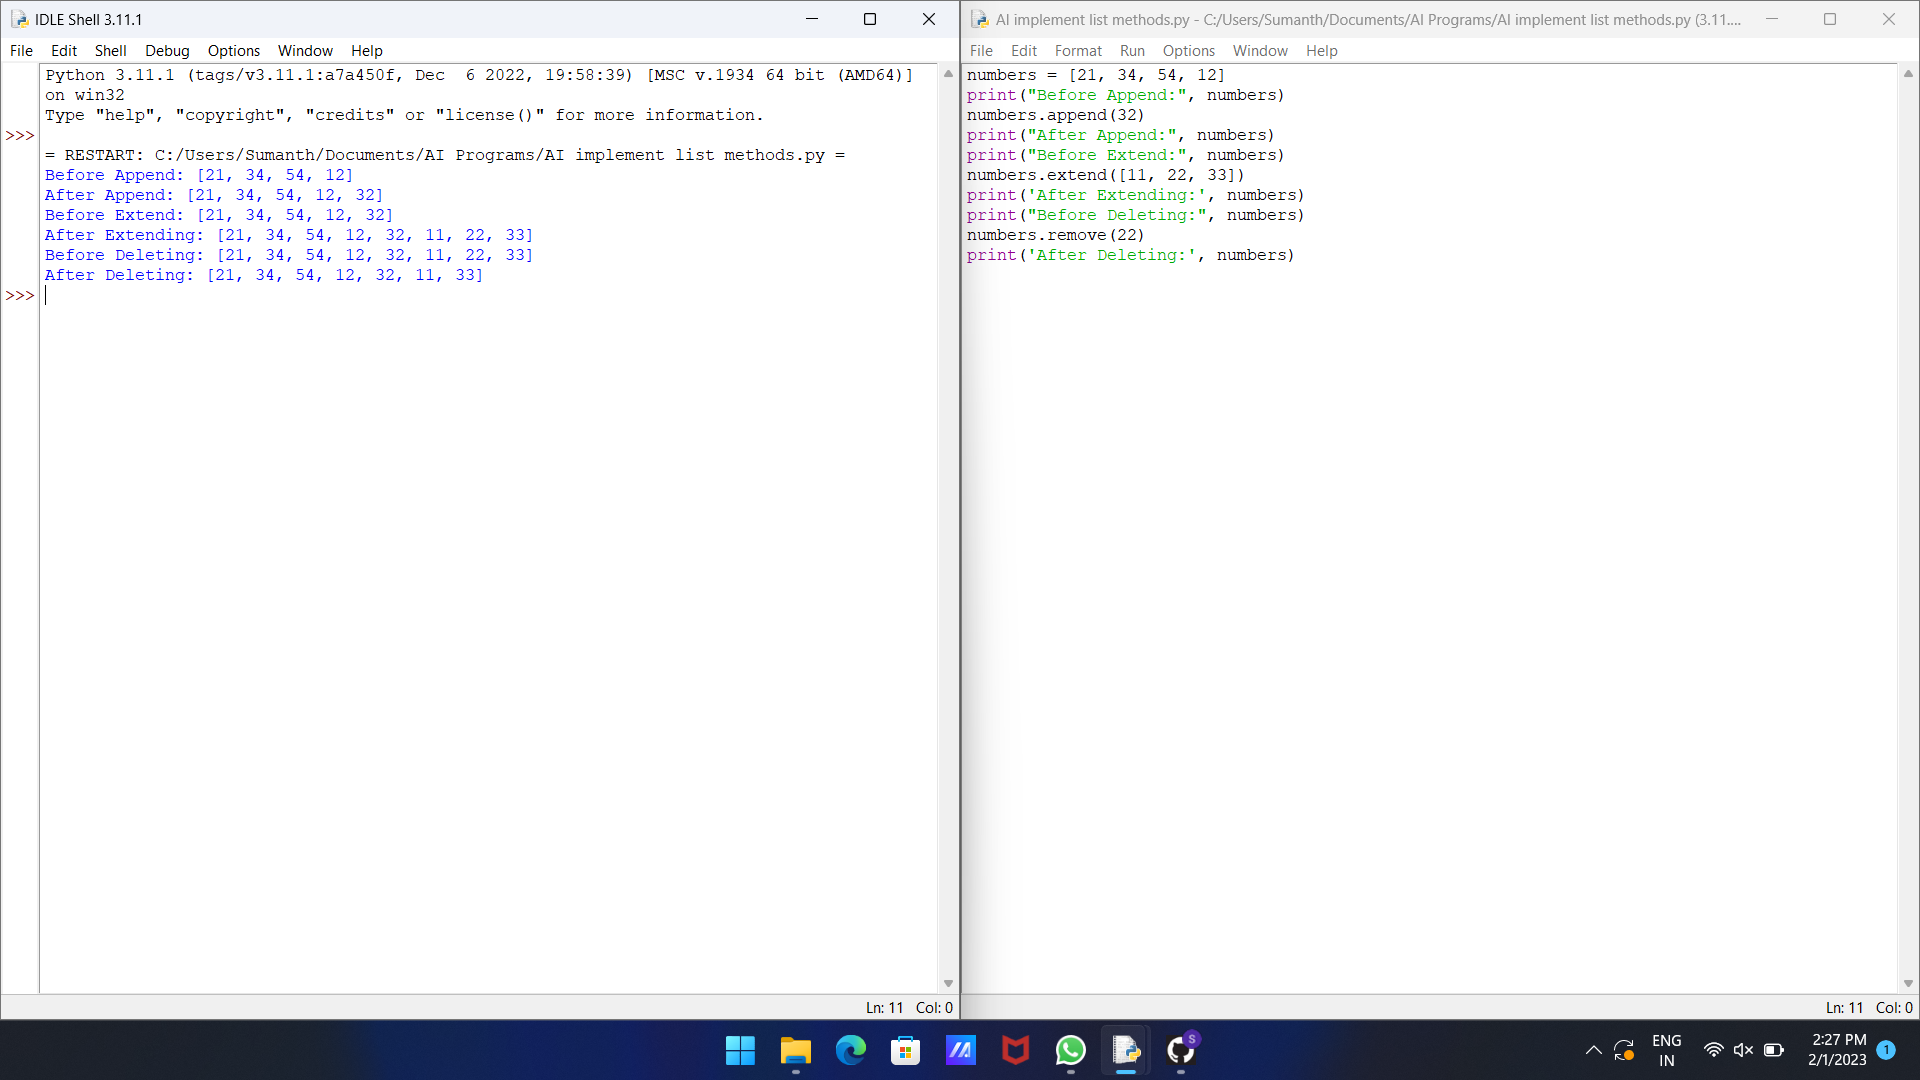 IDLE Shell 3.11.1
File Edit Shell Debug Options Window Help
Python 3.11.1 (tags/v3.11.1:a7a450f, Dec  6 2022, 19:58:39) [MSC v.1934 64 bit (AMD64)]
on win32
Type "help", "copyright", "credits" or "license()" for more information.
>>>
= RESTART: C:/Users/Sumanth/Documents/AI Programs/AI implement list methods.py =
Before Append: [21, 34, 54, 12]
After Append: [21, 34, 54, 12, 32]
Before Extend: [21, 34, 54, 12, 32]
After Extending: [21, 34, 54, 12, 32, 11, 22, 33]
Before Deleting: [21, 34, 54, 12, 32, 11, 22, 33]
After Deleting: [21, 34, 54, 12, 32, 11, 33]
>>>
Ln: 11 Col: 0
AI implement list methods.py - C:/Users/Sumanth/Documents/AI Programs/AI implement list methods.py (3.11....
File Edit Format Run Options Window Help
numbers = [21, 34, 54, 12]
print("Before Append:", numbers)
numbers.append(32)
print("After Append:", numbers)
print("Before Extend:", numbers)
numbers.extend([11, 22, 33])
print('After Extending:', numbers)
print("Before Deleting:", numbers)
numbers.remove(22)
print('After Deleting:', numbers)
Ln: 11 Col: 0
S
ENG
IN
2:27 PM
2/1/2023
1